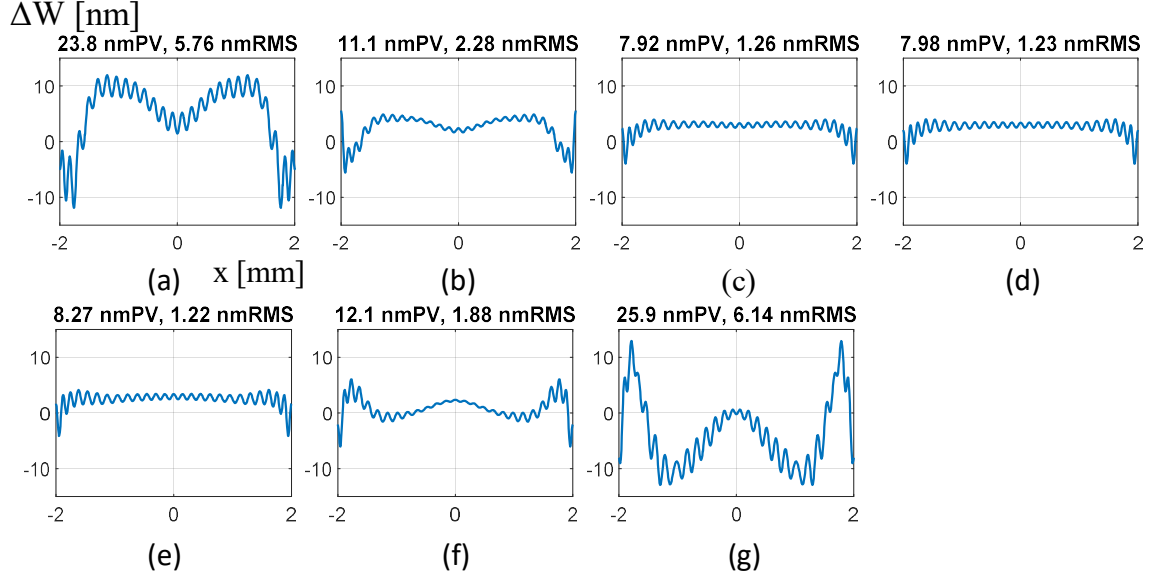 ΔW [nm]
23.8 nmPV, 5.76 nmRMS
11.1 nmPV, 2.28 nmRMS
7.92 nmPV, 1.26 nmRMS
7.98 nmPV, 1.23 nmRMS
10
0
-10
-2
0
2
10
0
-10
-2
0
2
10
0
-10
-2
0
2
10
0
-10
-2
0
2
(a)
x [mm]
(b)
(c)
(d)
8.27 nmPV, 1.22 nmRMS
12.1 nmPV, 1.88 nmRMS
25.9 nmPV, 6.14 nmRMS
10
0
-10
-2
0
2
10
0
-10
-2
0
2
10
0
-10
-2
0
2
(e)
(f)
(g)